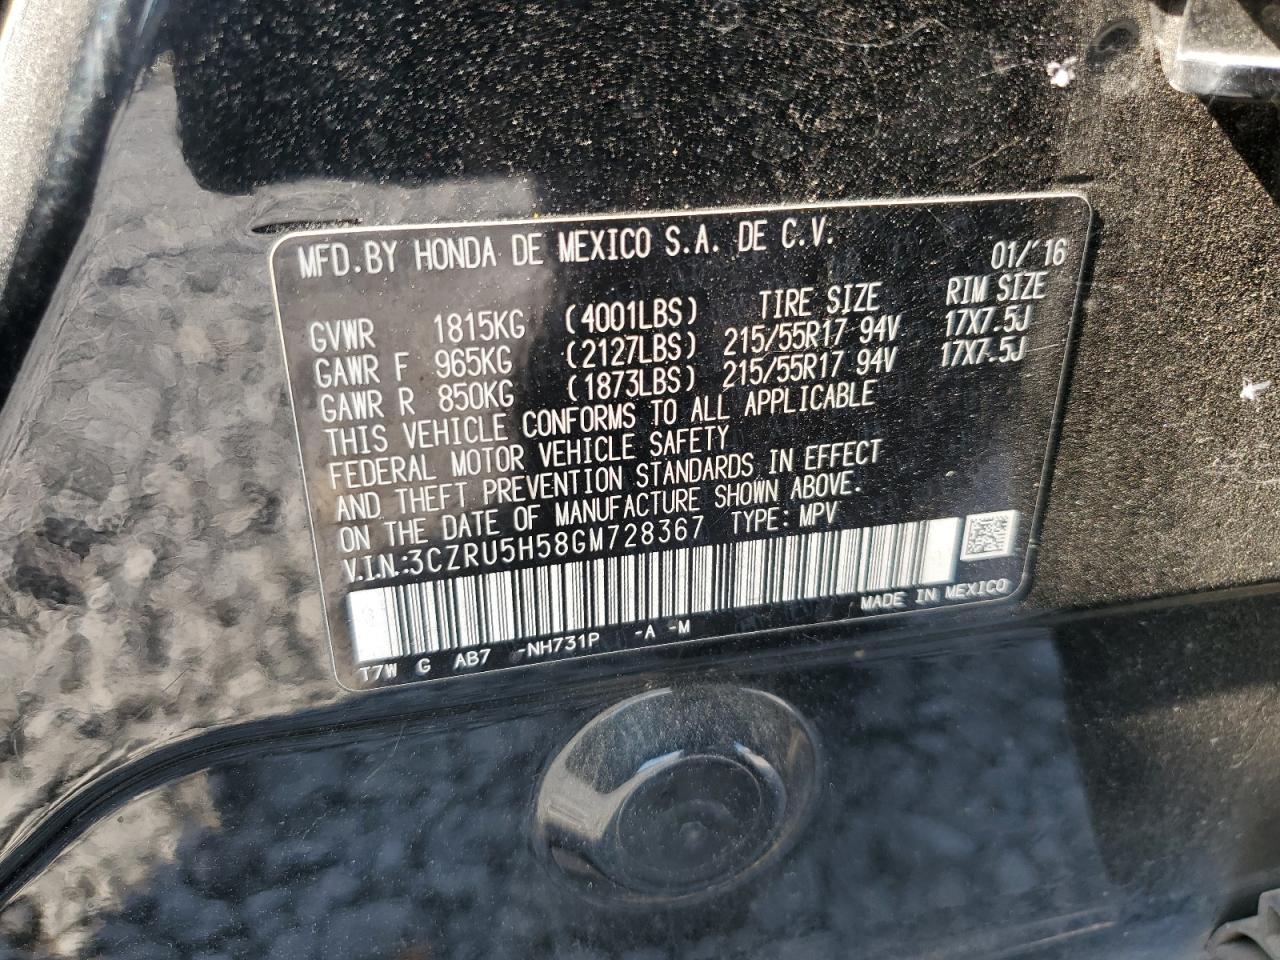 MFD.BY HONDA DE MEXICO S.A. DE C.V. 01/'16
TIRE SIZE RIM SIZE
GVWR 1815KG (4001LBS)
GAWR F 965KG (2127LBS) 215/55R17 94V 17X7.5J
GAWR R 850KG (1873LBS) 215/55R17 94V 17X7.5J
THIS VEHICLE CONFORMS TO ALL APPLICABLE
FEDERAL MOTOR VEHICLE SAFETY
AND THEFT PREVENTION STANDARDS IN EFFECT
ON THE DATE OF MANUFACTURE SHOWN ABOVE.
V.I.N.:3CZRU5H58GM728367 TYPE: MPV
MADE IN MEXICO
T7W G AB7 -NH731P -A -M